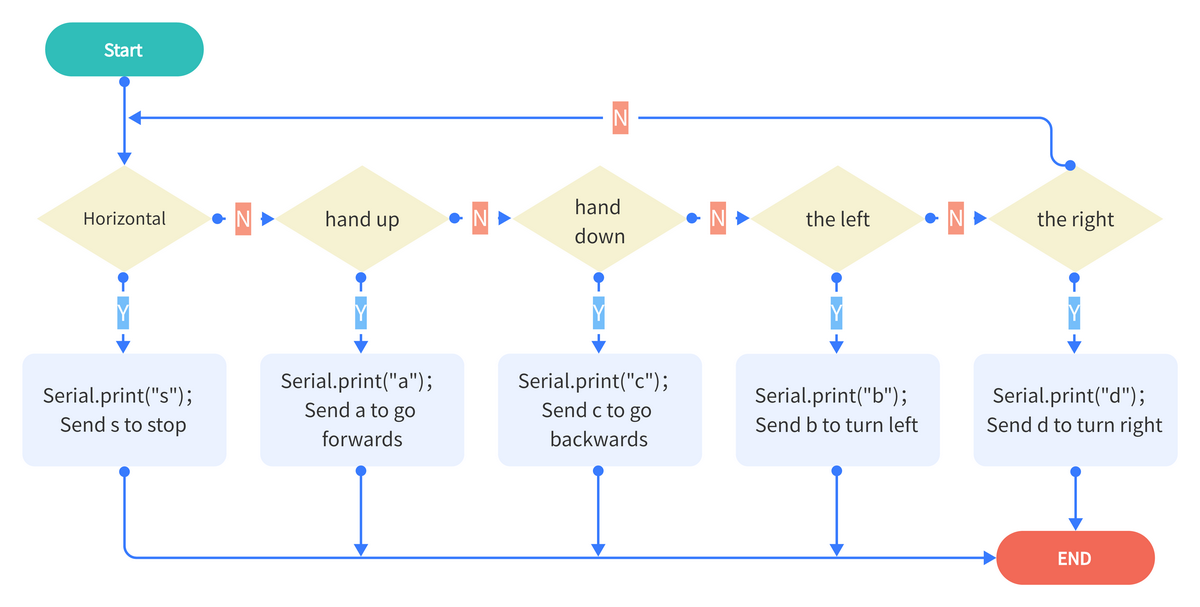 Start
N
Horizontal
N
hand up
N
hand
down
N
the left
N
the right
Y
Y
Y
Y
Y
Serial.print("s");
Send s to stop
Serial.print("a");
Send a to go
forwards
Serial.print("c");
Send c to go
backwards
Serial.print("b");
Send b to turn left
Serial.print("d");
Send d to turn right
END